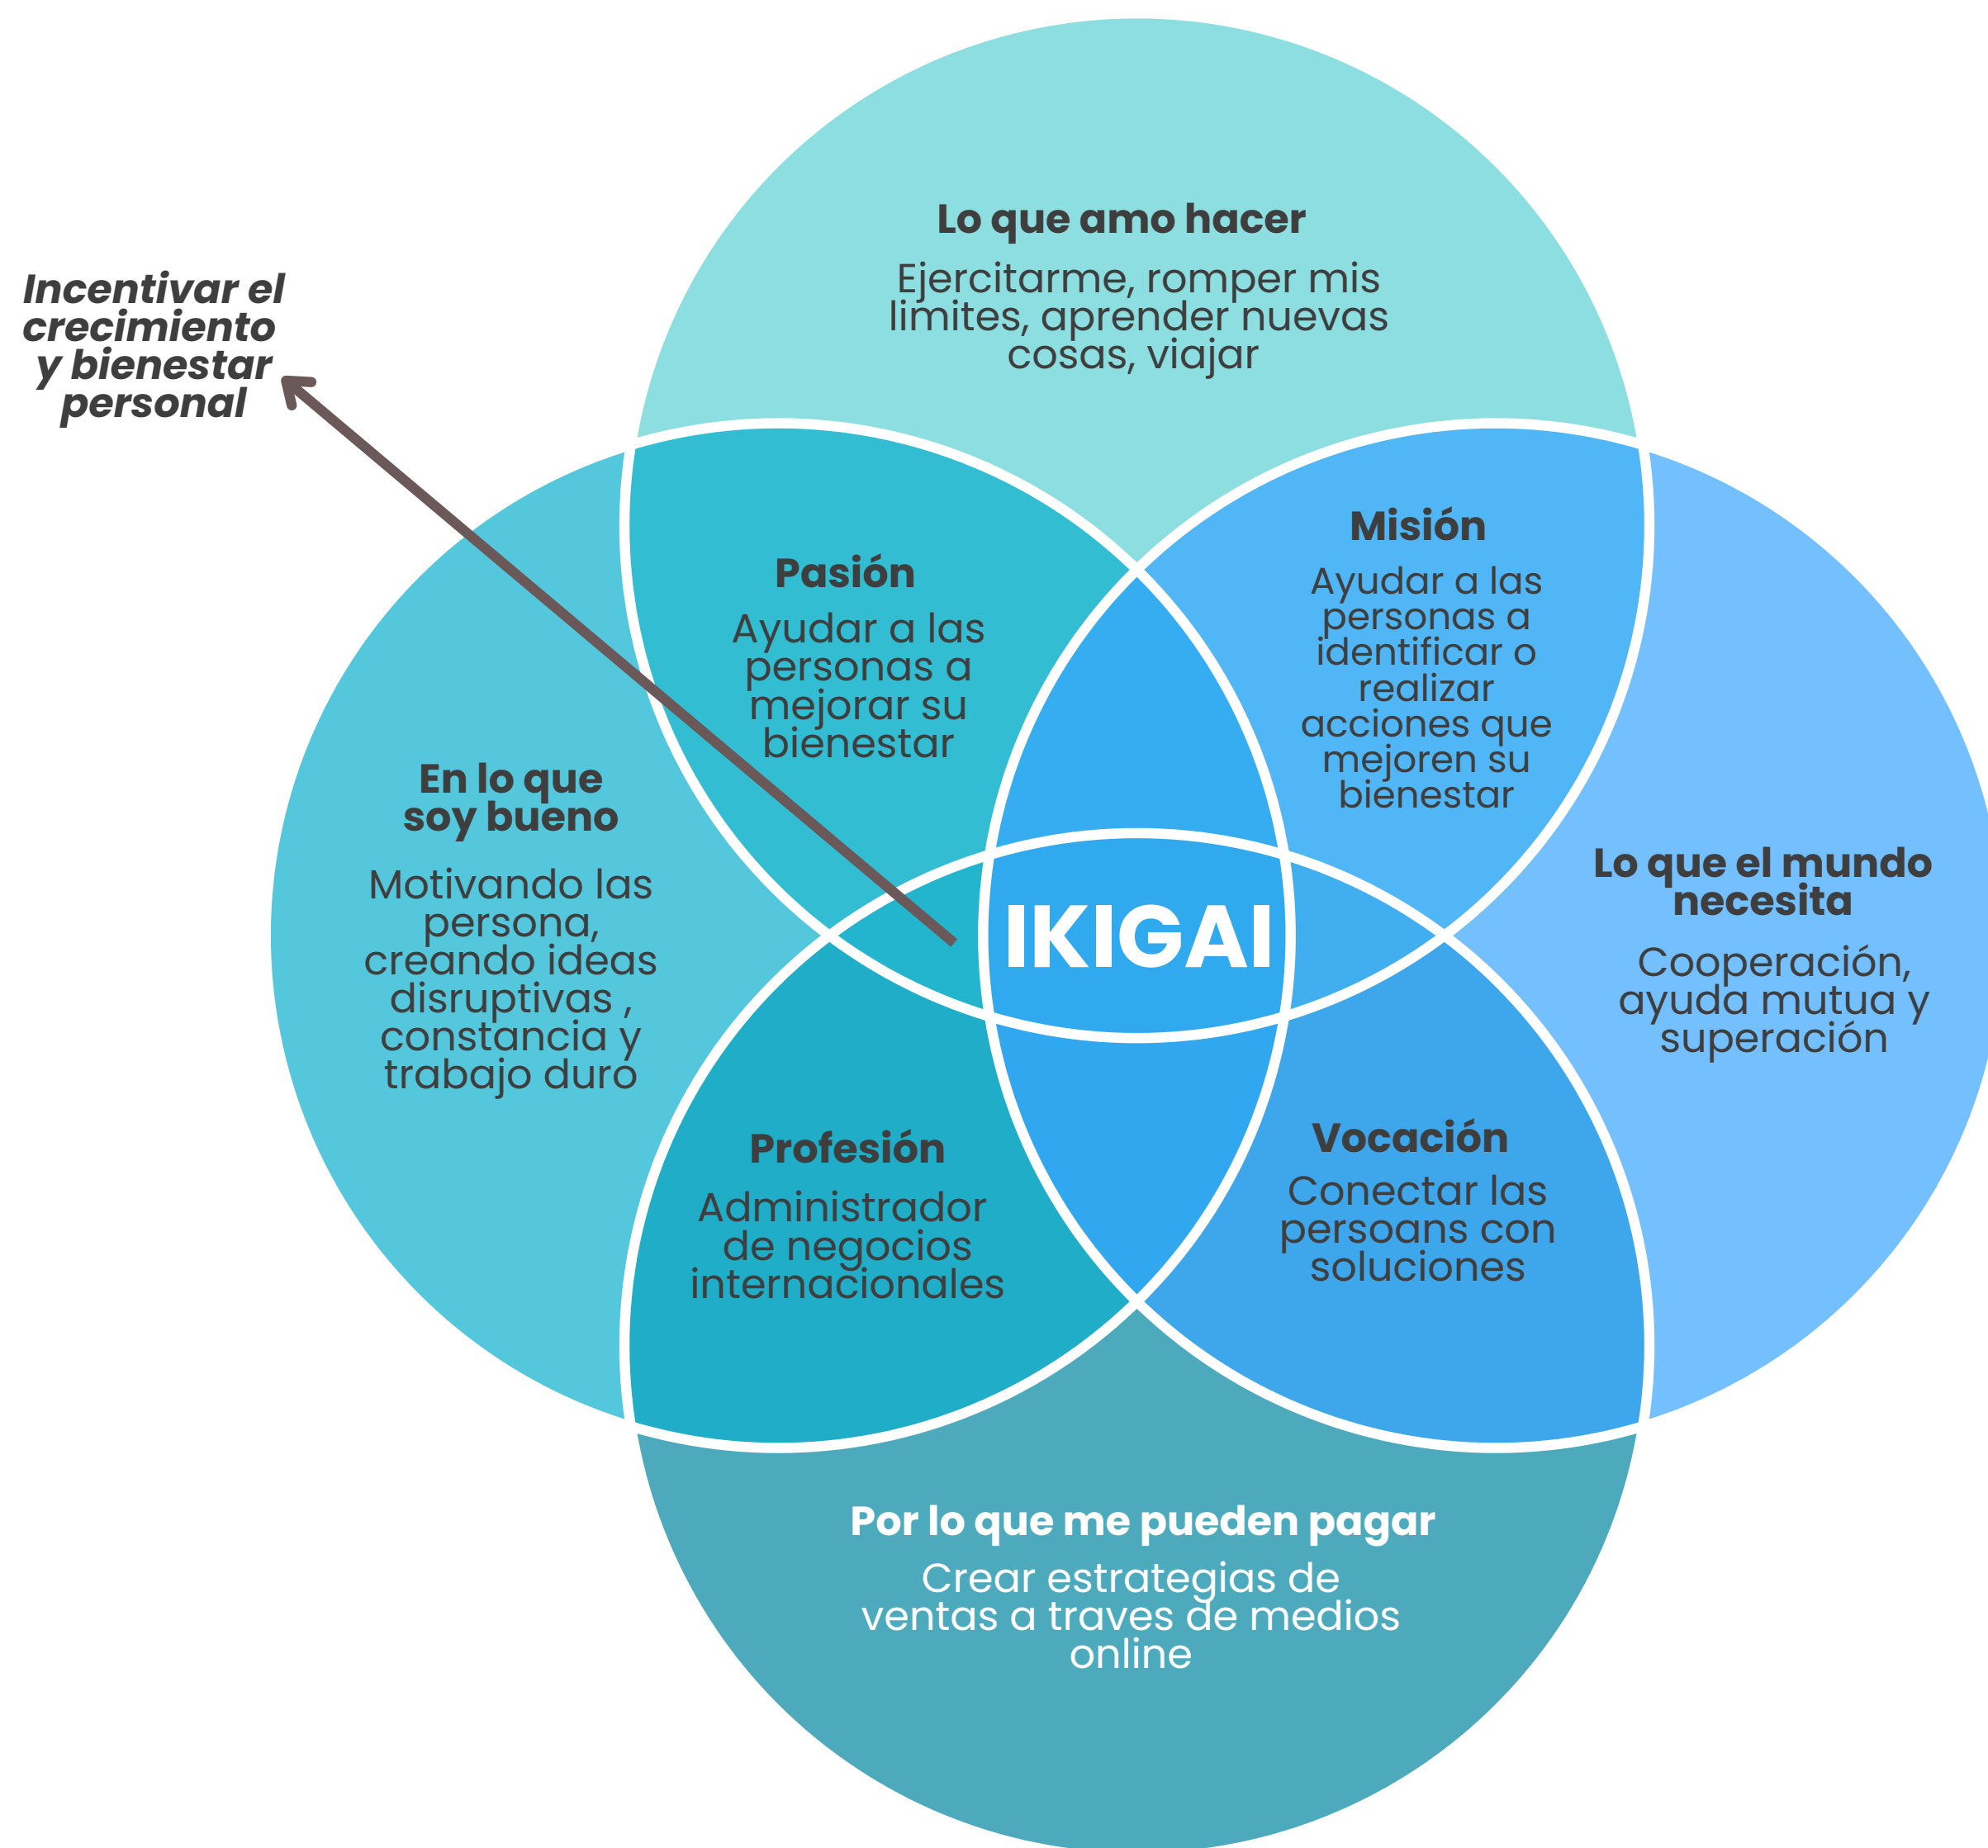 Lo que amo hacer
Ejercitarme, romper mis
limites, aprender nuevas
cosas, viajar
Incentivar el
crecimiento
y bienestar
personal
Pasión
Ayudar a las
personas a
mejorar su
bienestar
Misión
Ayudar a las
personas a
identificar o
realizar
acciones que
mejoren su
bienestar
En lo que
soy bueno
Motivando las
persona,
creando ideas
disruptivas ,
constancia y
trabajo duro
IKIGAI
Lo que el mundo
necesita
Cooperación,
ayuda mutua y
superación
Profesión
Administrador
de negocios
internacionales
Vocación
Conectar las
persoans con
soluciones
Por lo que me pueden pagar
Crear estrategias de
ventas a traves de medios
online